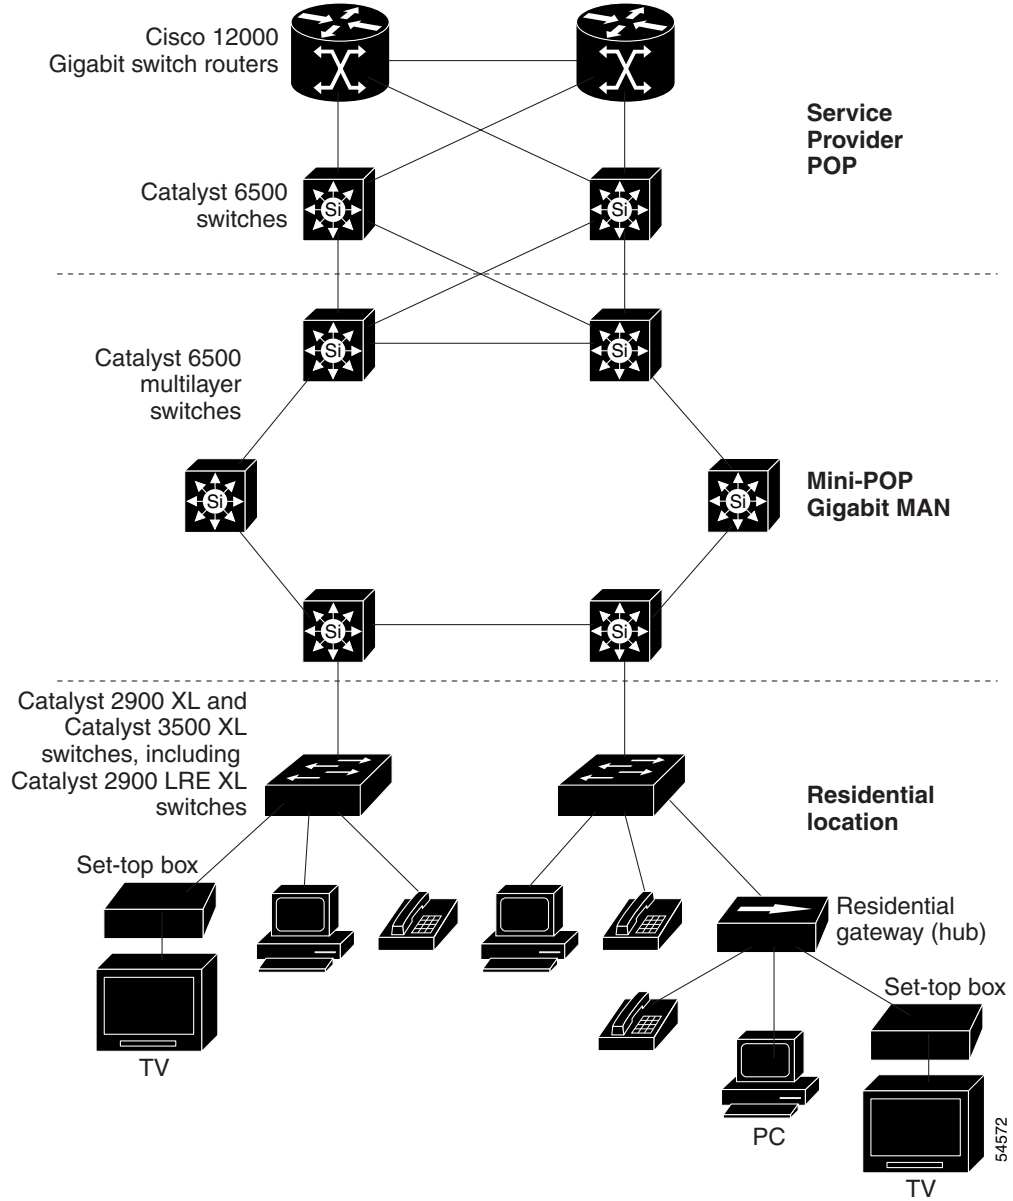 Cisco 12000
Gigabit switch routers
Service
Provider
POP
Catalyst 6500
switches
Si
Si
Catalyst 6500
multilayer
switches
Si
Si
Si
Si
Mini-POP
Gigabit MAN
Si
Si
Catalyst 2900 XL and
Catalyst 3500 XL
switches, including
Catalyst 2900 LRE XL
switches
Residential
location
Set-top box
Residential
gateway (hub)
Set-top box
TV
PC
TV
54572